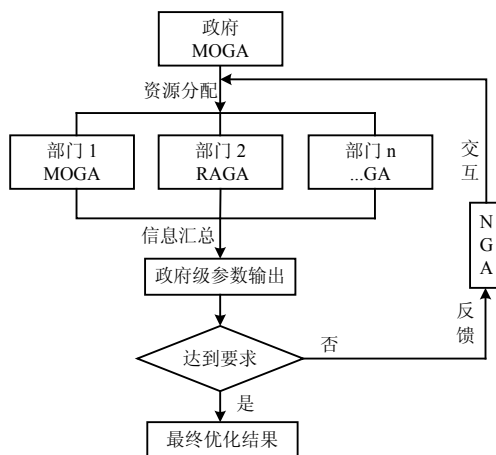 政府
MOGA
资源分配
部门 1
MOGA
部门 2
RAGA
部门 n
...GA
交互
信息汇总
NGA
政府级参数输出
反馈
达到要求
否
是
最终优化结果